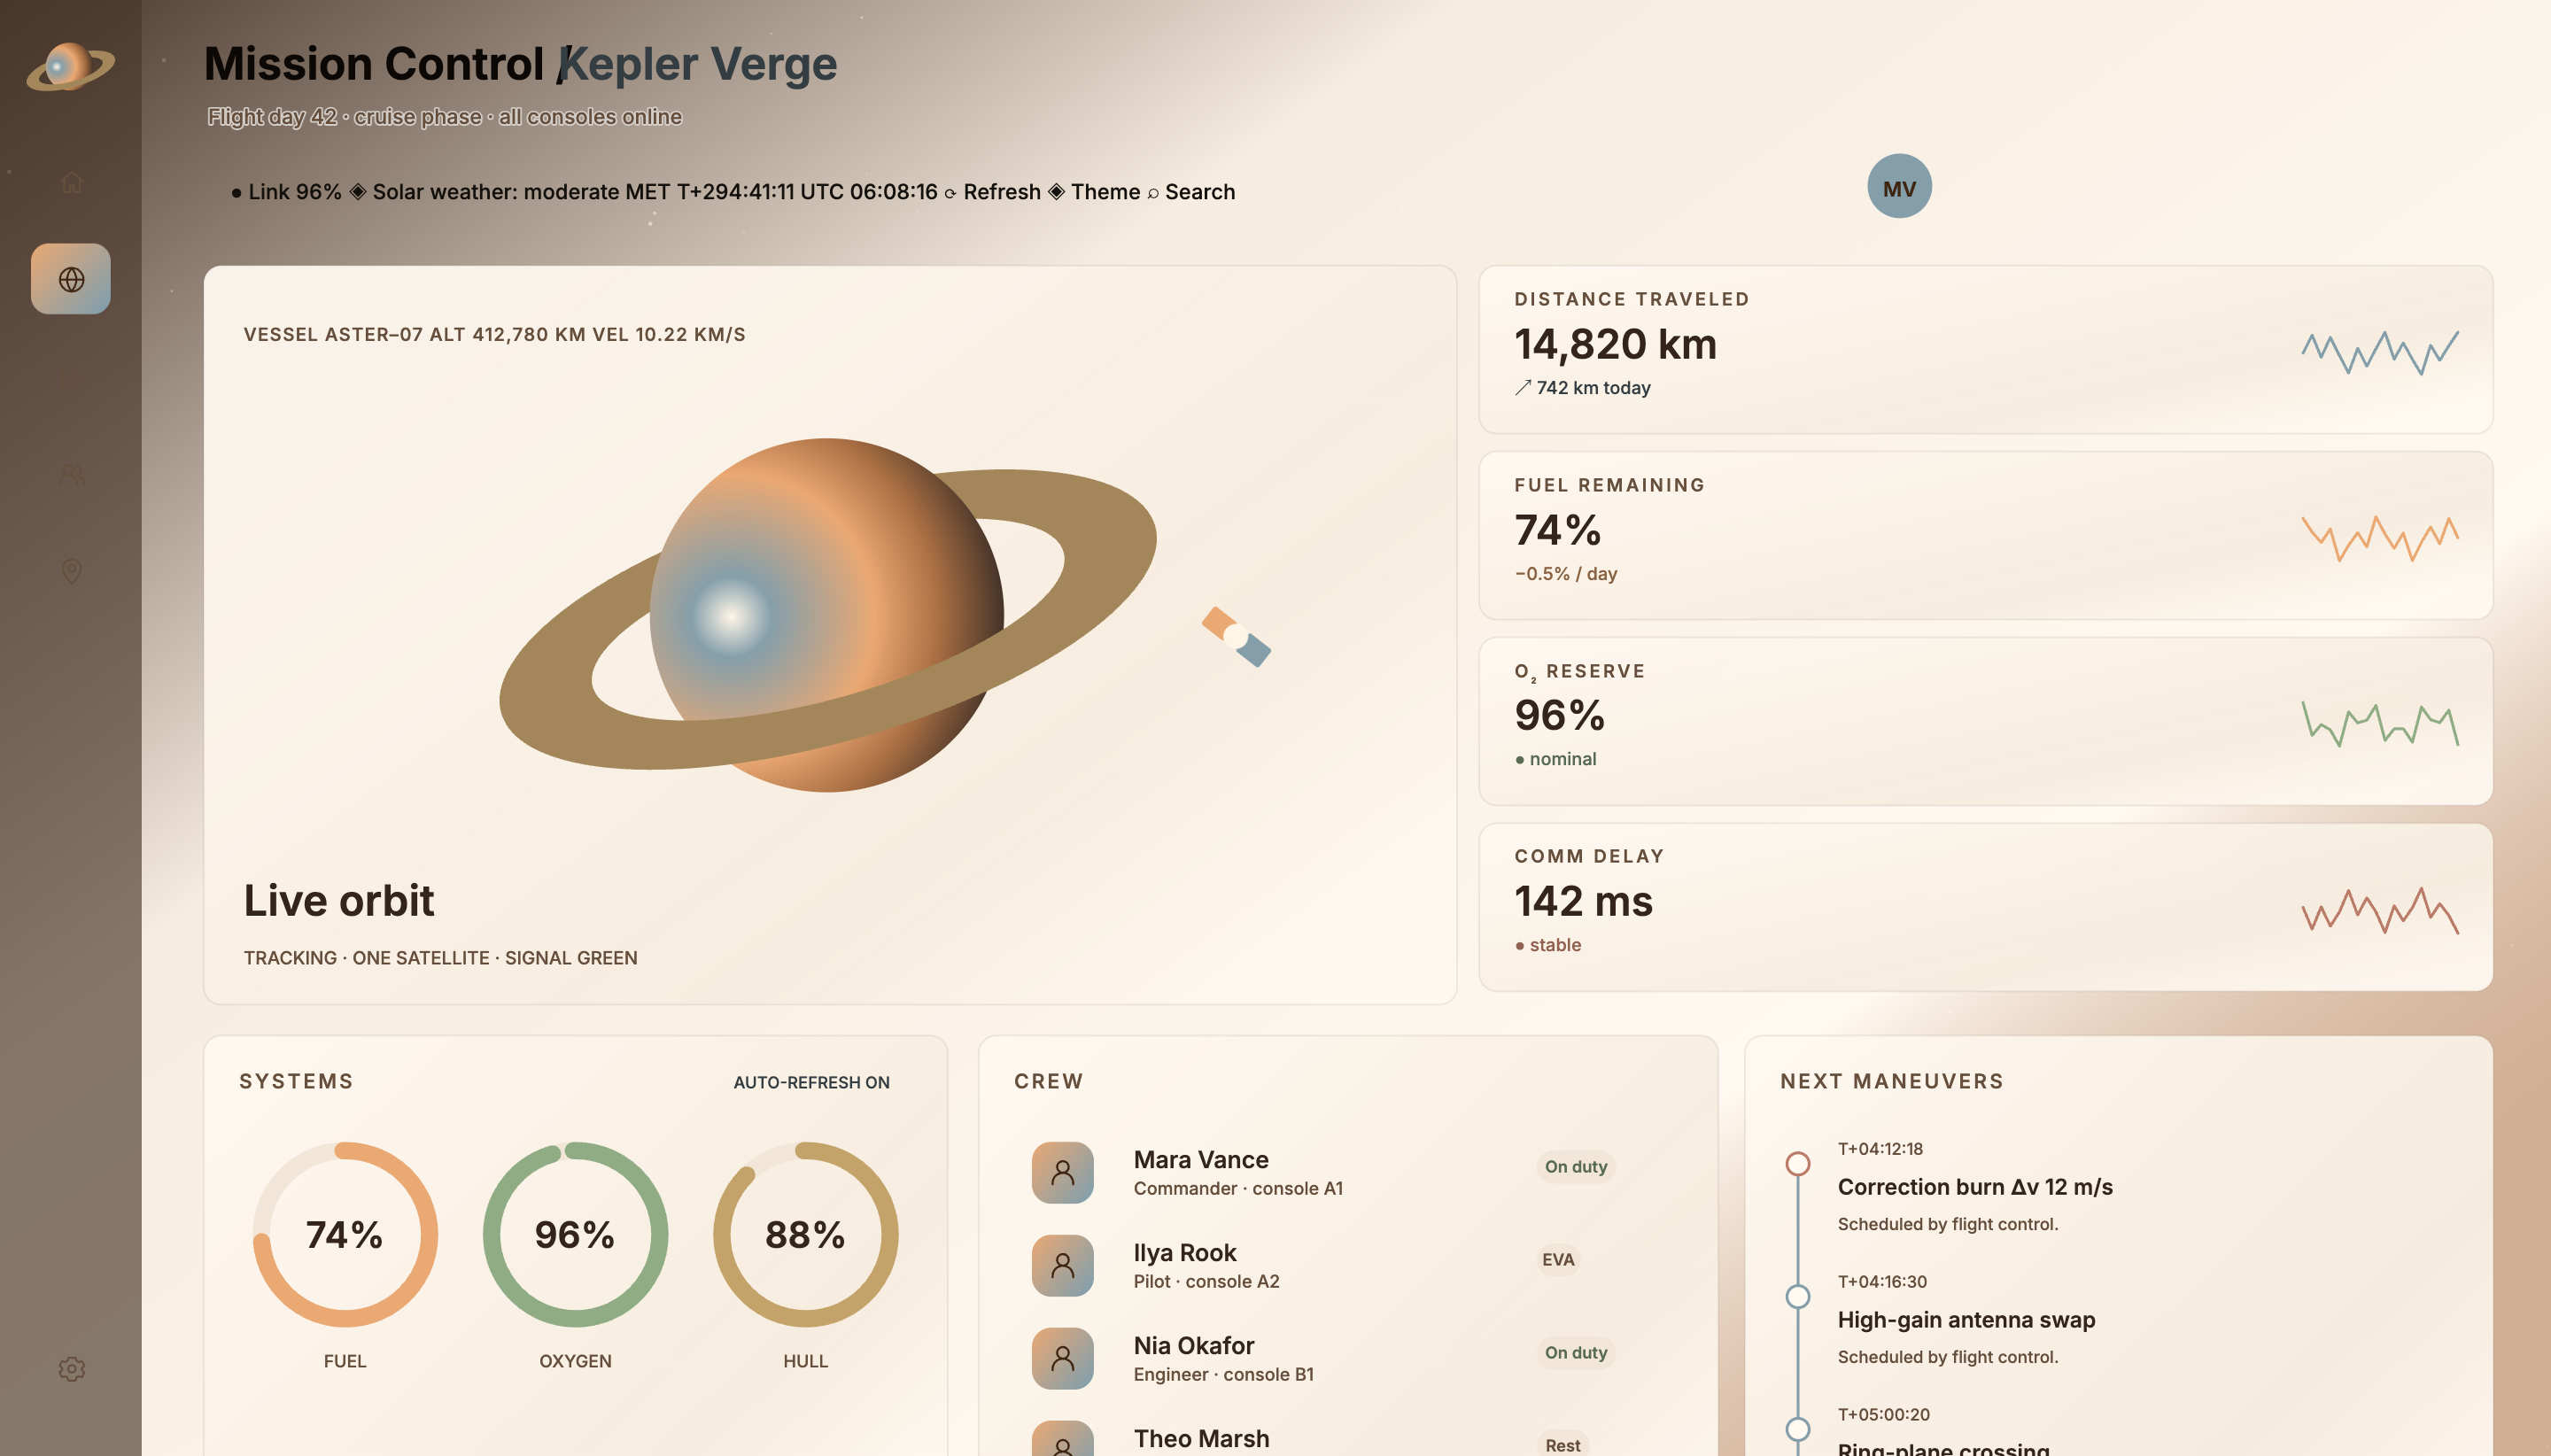 Mission Control / Kepler Verge
Flight day 42 · cruise phase · all consoles online
● Link 96% ◈ Solar weather: moderate MET T+294:41:11 UTC 06:08:16 ⟳ Refresh ◈ Theme ⌕ Search
MV
VESSEL ASTER–07 ALT 412,780 KM VEL 10.22 KM/S
Live orbit
TRACKING · ONE SATELLITE · SIGNAL GREEN
DISTANCE TRAVELED
14,820 km
↗ 742 km today
FUEL REMAINING
74%
−0.5% / day
O₂ RESERVE
96%
● nominal
COMM DELAY
142 ms
● stable
SYSTEMS
AUTO-REFRESH ON
74%
96%
88%
FUEL
OXYGEN
HULL
CREW
Mara Vance
Commander · console A1
On duty
Ilya Rook
Pilot · console A2
EVA
Nia Okafor
Engineer · console B1
On duty
Theo Marsh
Rest
NEXT MANEUVERS
T+04:12:18
Correction burn Δv 12 m/s
Scheduled by flight control.
T+04:16:30
High-gain antenna swap
Scheduled by flight control.
T+05:00:20
Ring-plane crossing